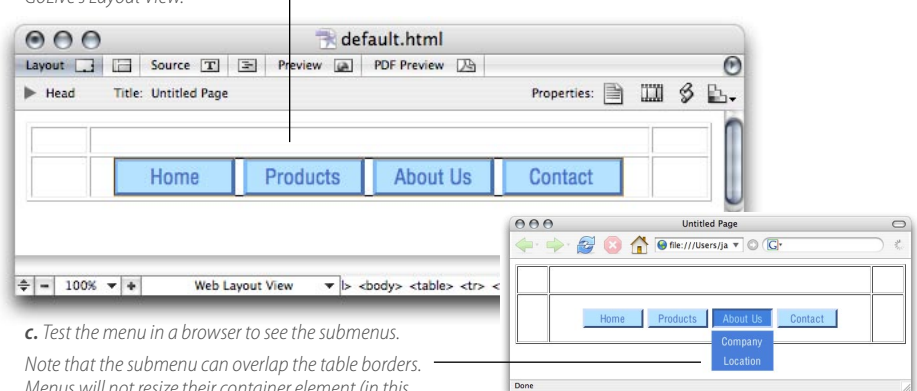 GoLive's Layout View.
default.html
Layout Source Preview PDF Preview
Head Title: Untitled Page Properties:
Home Products About Us Contact
100% Web Layout View <body> <table> <tr>
Untitled Page
file:///Users/ja
Home Products About Us Contact
Company
Location
Done
c. Test the menu in a browser to see the submenus.
Note that the submenu can overlap the table borders.
Menus will not resize their container element (in this